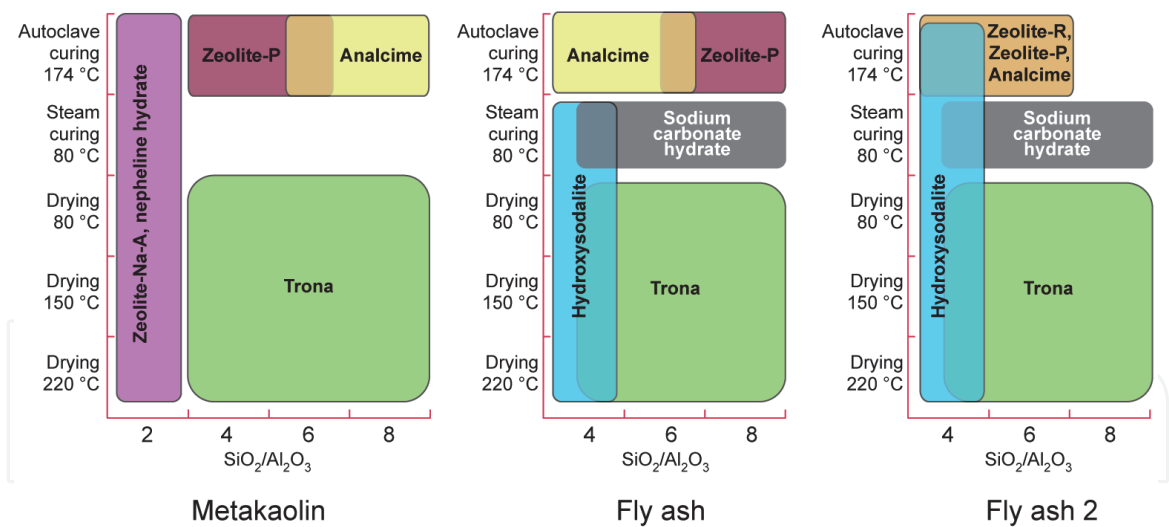 Autoclave
curing
174 °C
Steam
curing
80 °C
Drying
80 °C
Drying
150 °C
Drying
220 °C
Zeolite-Na-A, nepheline hydrate
Zeolite-P
Analcime
Trona
2
4
6
8
SiO₂/Al₂O₃
Metakaolin
Autoclave
curing
174 °C
Steam
curing
80 °C
Drying
80 °C
Drying
150 °C
Drying
220 °C
Analcime
Zeolite-P
Sodium
carbonate
hydrate
Hydroxysodalite
Trona
4
6
8
SiO₂/Al₂O₃
Fly ash
Autoclave
curing
174 °C
Steam
curing
80 °C
Drying
80 °C
Drying
150 °C
Drying
220 °C
Zeolite-R,
Zeolite-P,
Analcime
Sodium
carbonate
hydrate
Hydroxysodalite
Trona
4
6
8
SiO₂/Al₂O₃
Fly ash 2